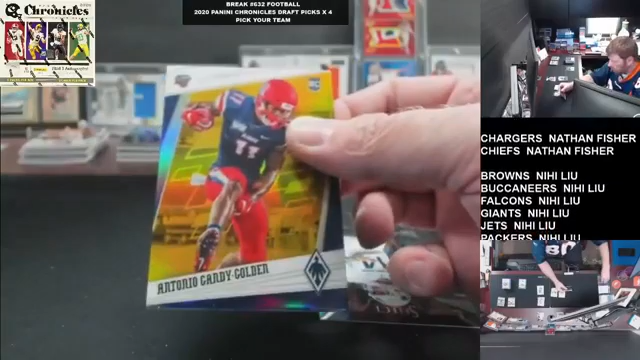 BREAK #632 FOOTBALL
2020 PANINI CHRONICLES DRAFT PICKS X 4
PICK YOUR TEAM
Chronicles
ANTONIO GANDY-GOLDEN
11
CHARGERS NATHAN FISHER
CHIEFS NATHAN FISHER
BROWNS NIHI LIU
BUCCANEERS NIHI LIU
FALCONS NIHI LIU
GIANTS NIHI LIU
JETS NIHI LIU
PACKERS NIHI LIU